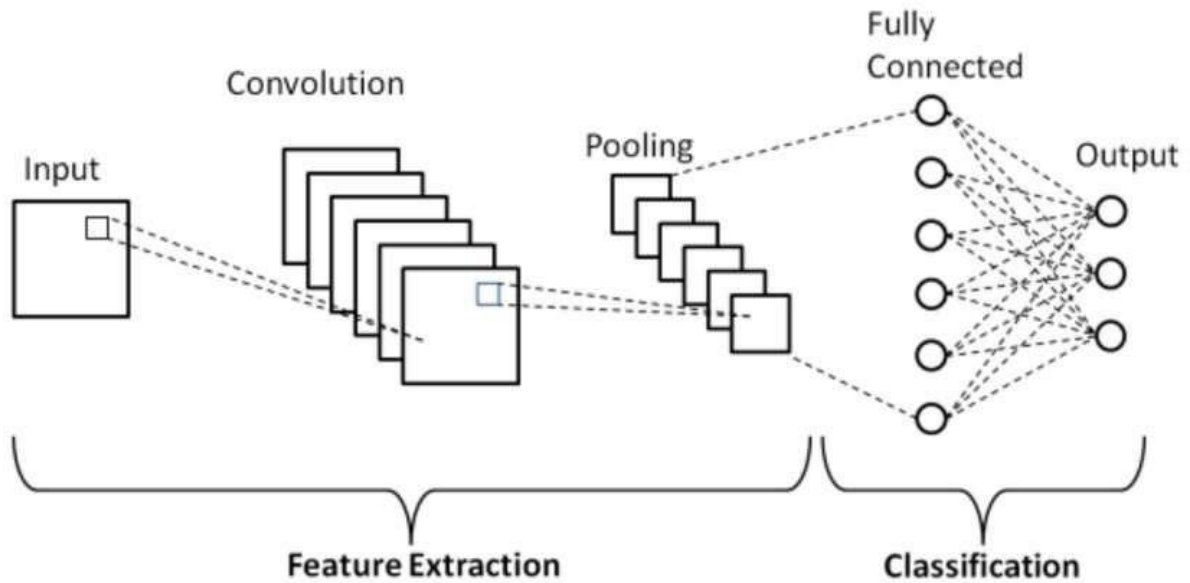 Input
Convolution
Pooling
Fully
Connected
Output
Feature Extraction
Classification